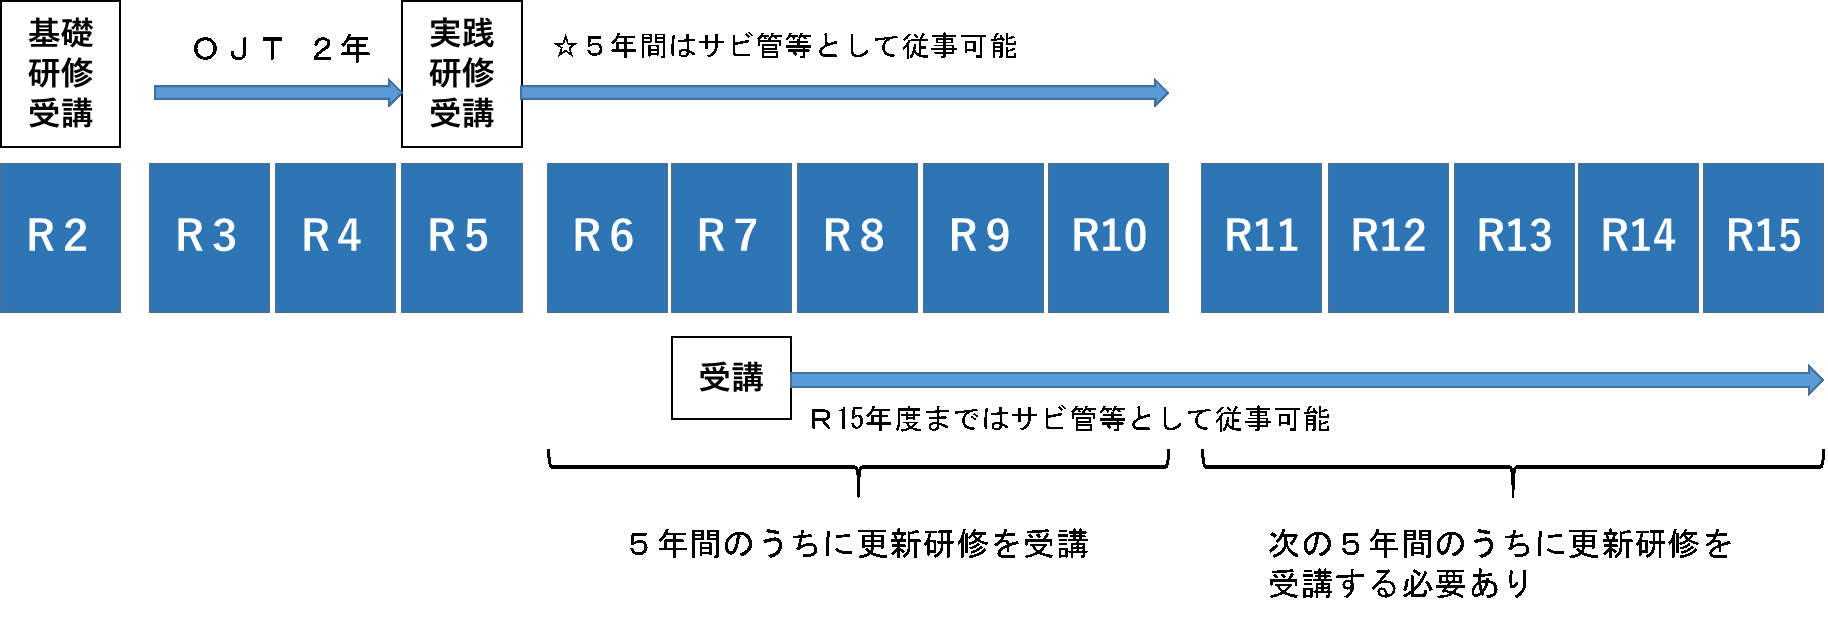 基礎
研修
受講
ＯＪＴ　２年
実践
研修
受講
☆５年間はサビ管等として従事可能
R２
R３
R４
R５
R６
R７
R８
R９
R10
R11
R12
R13
R14
R15
受講
Ｒ15年度まではサビ管等として従事可能
５年間のうちに更新研修を受講
次の５年間のうちに更新研修を
受講する必要あり